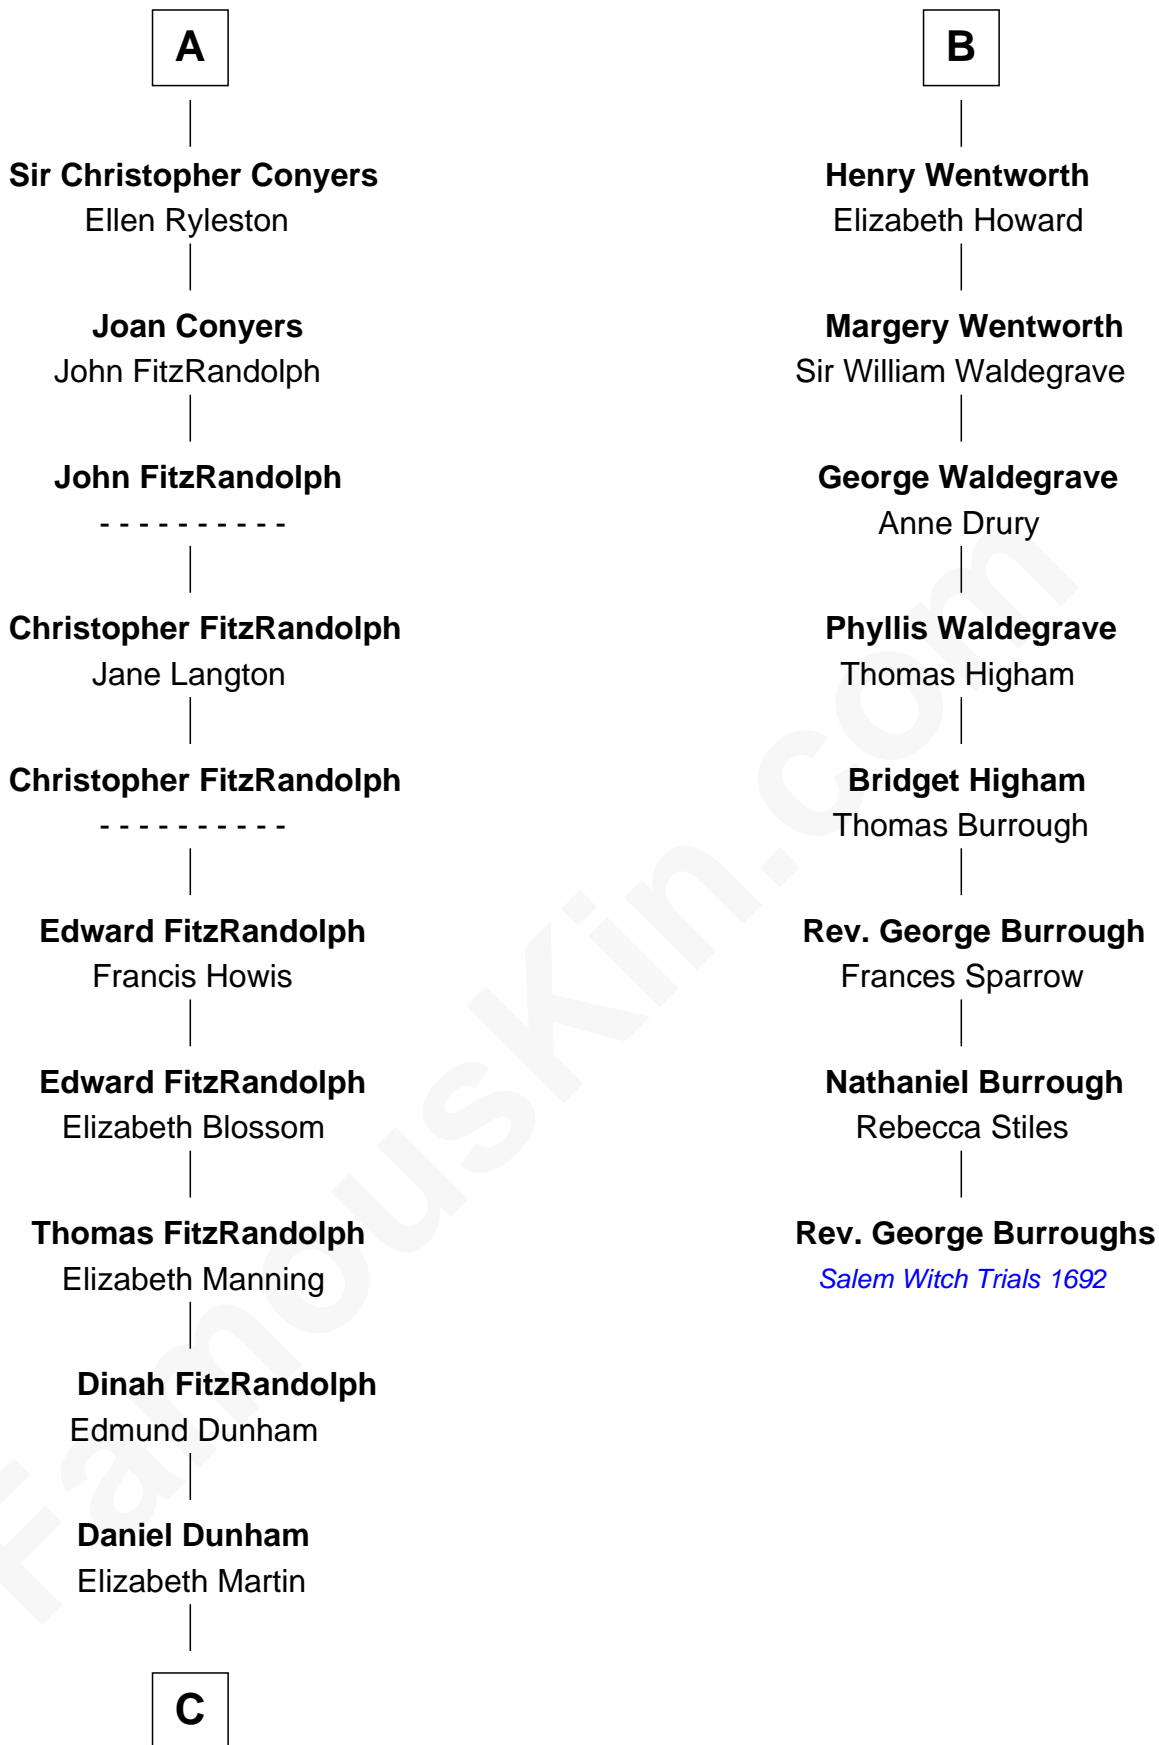 A
Sir Christopher Conyers
Ellen Ryleston
Joan Conyers
John FitzRandolph
John FitzRandolph
- - - - - - - - - -
Christopher FitzRandolph
Jane Langton
Christopher FitzRandolph
- - - - - - - - - -
Edward FitzRandolph
Francis Howis
Edward FitzRandolph
Elizabeth Blossom
Thomas FitzRandolph
Elizabeth Manning
Dinah FitzRandolph
Edmund Dunham
Daniel Dunham
Elizabeth Martin
C
B
Henry Wentworth
Elizabeth Howard
Margery Wentworth
Sir William Waldegrave
George Waldegrave
Anne Drury
Phyllis Waldegrave
Thomas Higham
Bridget Higham
Thomas Burrough
Rev. George Burrough
Frances Sparrow
Nathaniel Burrough
Rebecca Stiles
Rev. George Burroughs
Salem Witch Trials 1692
FamousKin.com